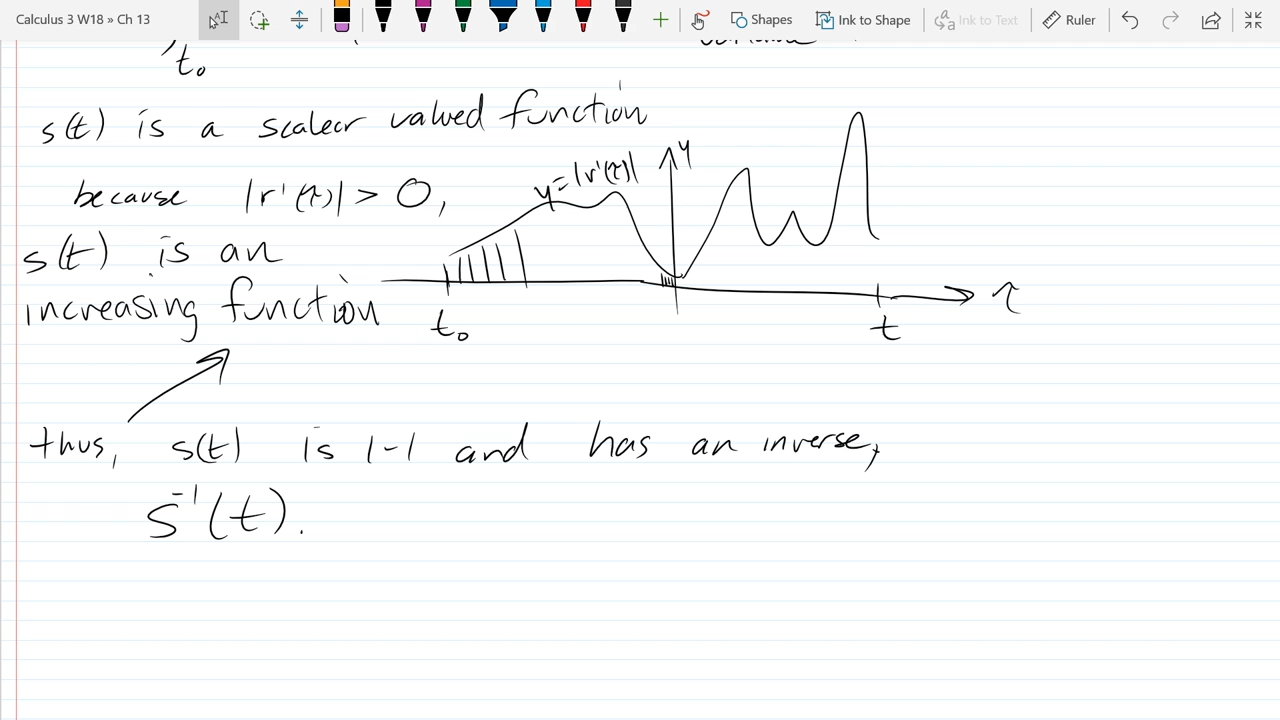 Calculus 3 W18 » Ch 13
Shapes
Ink to Shape
Ink to Text
Ruler
t₀
s(t) is a scalar valued function
because |r'(τ)| > 0,
s(t) is an
increasing function
y=|r'(τ)|
y
t₀
t
τ
thus, s(t) is 1-1 and has an inverse,
s⁻¹(t).